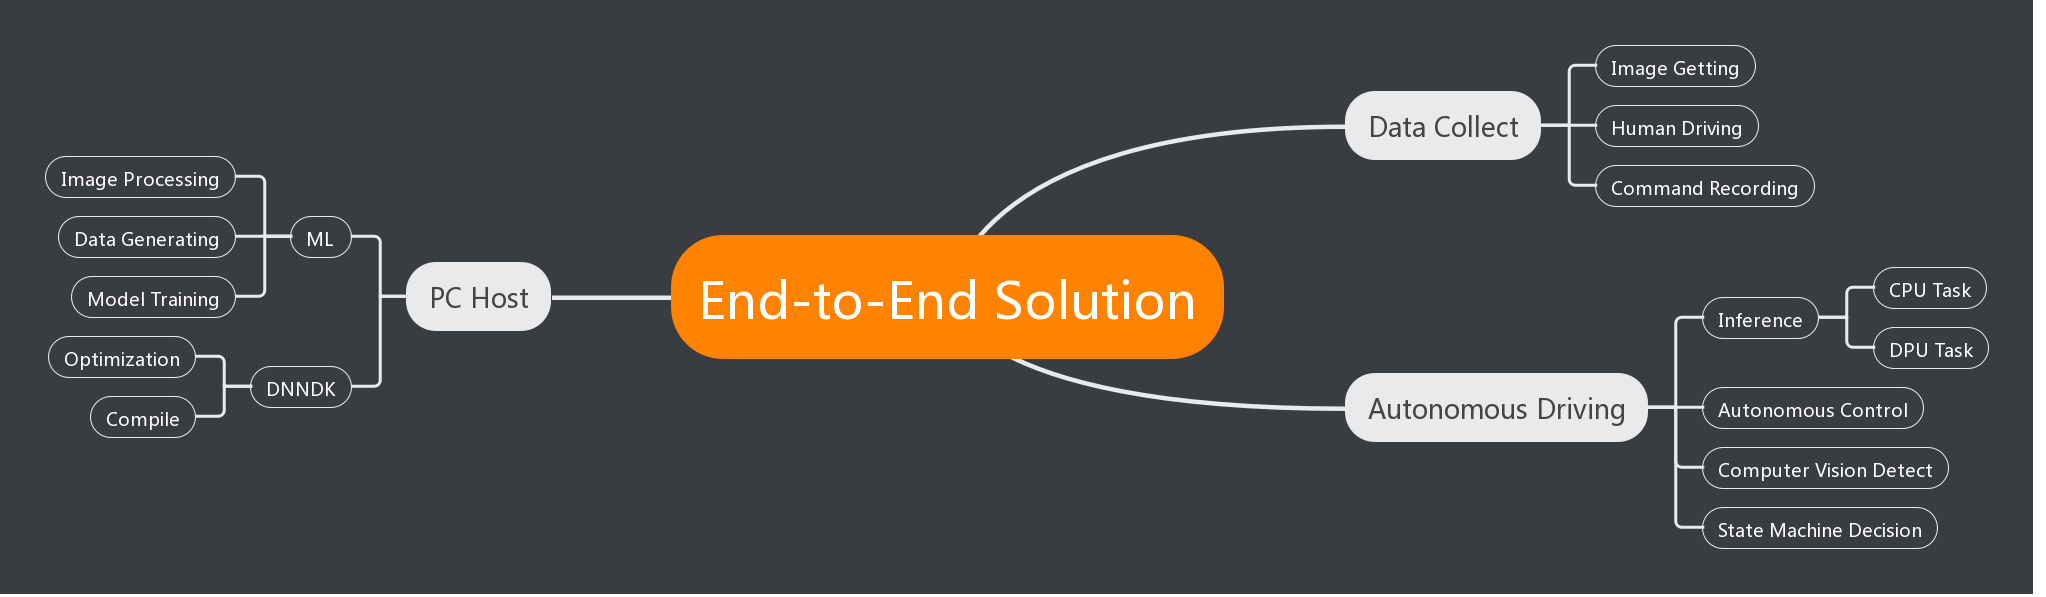 End-to-End Solution
Data Collect
Image Getting
Human Driving
Command Recording
Autonomous Driving
Inference
CPU Task
DPU Task
Autonomous Control
Computer Vision Detect
State Machine Decision
PC Host
ML
Image Processing
Data Generating
Model Training
DNNDK
Optimization
Compile